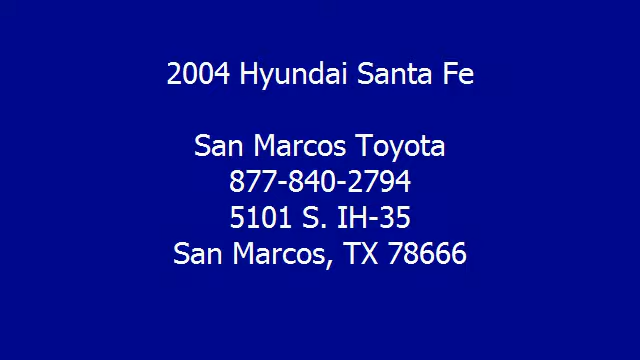 2004 Hyundai Santa Fe
San Marcos Toyota
877-840-2794
5101 S. IH-35
San Marcos, TX 78666